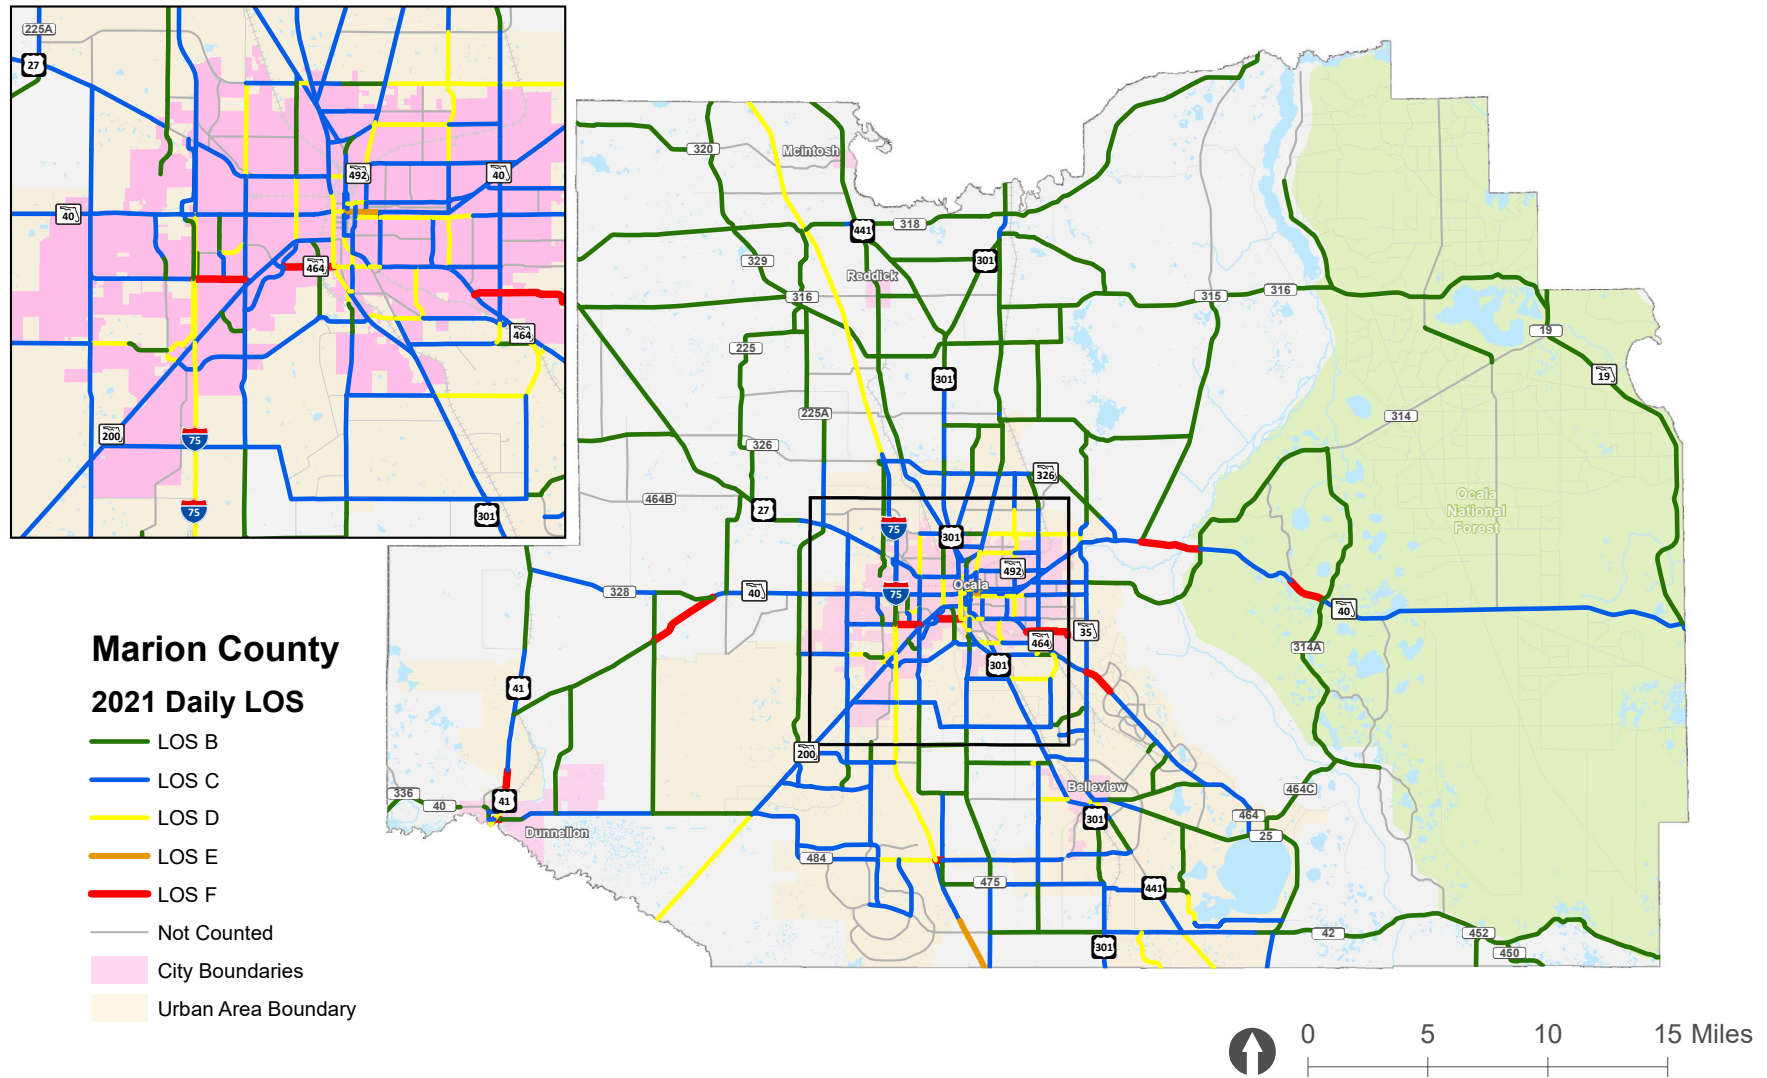 225A
27
492
40
40
464
464
200
75
75
301
McIntosh
320
441
318
329
301
Reddick
316
315
316
19
225
19
301
225A
314
326
326
464B
27
Ocala
National
Forest
75
301
492
Ocala
328
40
75
40
35
464
314A
301
41
200
336
40
41
Dunnellon
Belleview
464C
301
464
25
484
475
441
42
452
301
450
Marion County
2021 Daily LOS
LOS B
LOS C
LOS D
LOS E
LOS F
Not Counted
City Boundaries
Urban Area Boundary
0 5 10 15 Miles